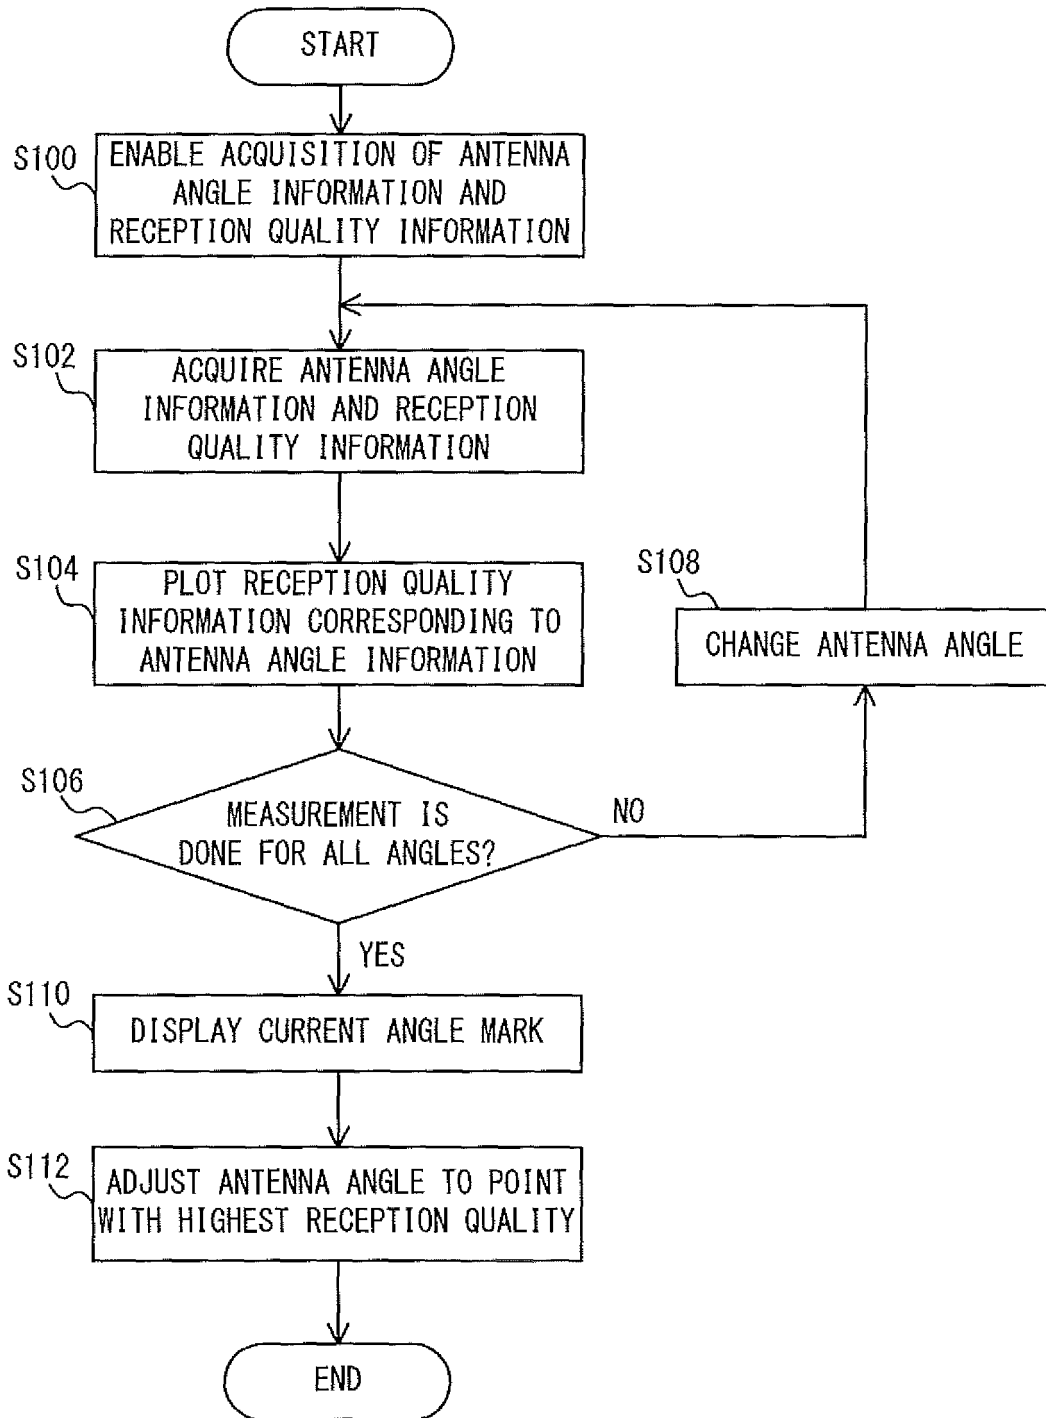 START
S100
ENABLE ACQUISITION OF ANTENNA
ANGLE INFORMATION AND
RECEPTION QUALITY INFORMATION
S102
ACQUIRE ANTENNA ANGLE
INFORMATION AND RECEPTION
QUALITY INFORMATION
S104
PLOT RECEPTION QUALITY
INFORMATION CORRESPONDING TO
ANTENNA ANGLE INFORMATION
S108
CHANGE ANTENNA ANGLE
S106
MEASUREMENT IS
DONE FOR ALL ANGLES?
NO
YES
S110
DISPLAY CURRENT ANGLE MARK
S112
ADJUST ANTENNA ANGLE TO POINT
WITH HIGHEST RECEPTION QUALITY
END